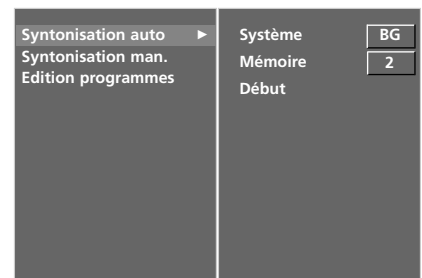 Syntonisation auto ►
Syntonisation man.
Edition programmes
Système BG
Mémoire 2
Début